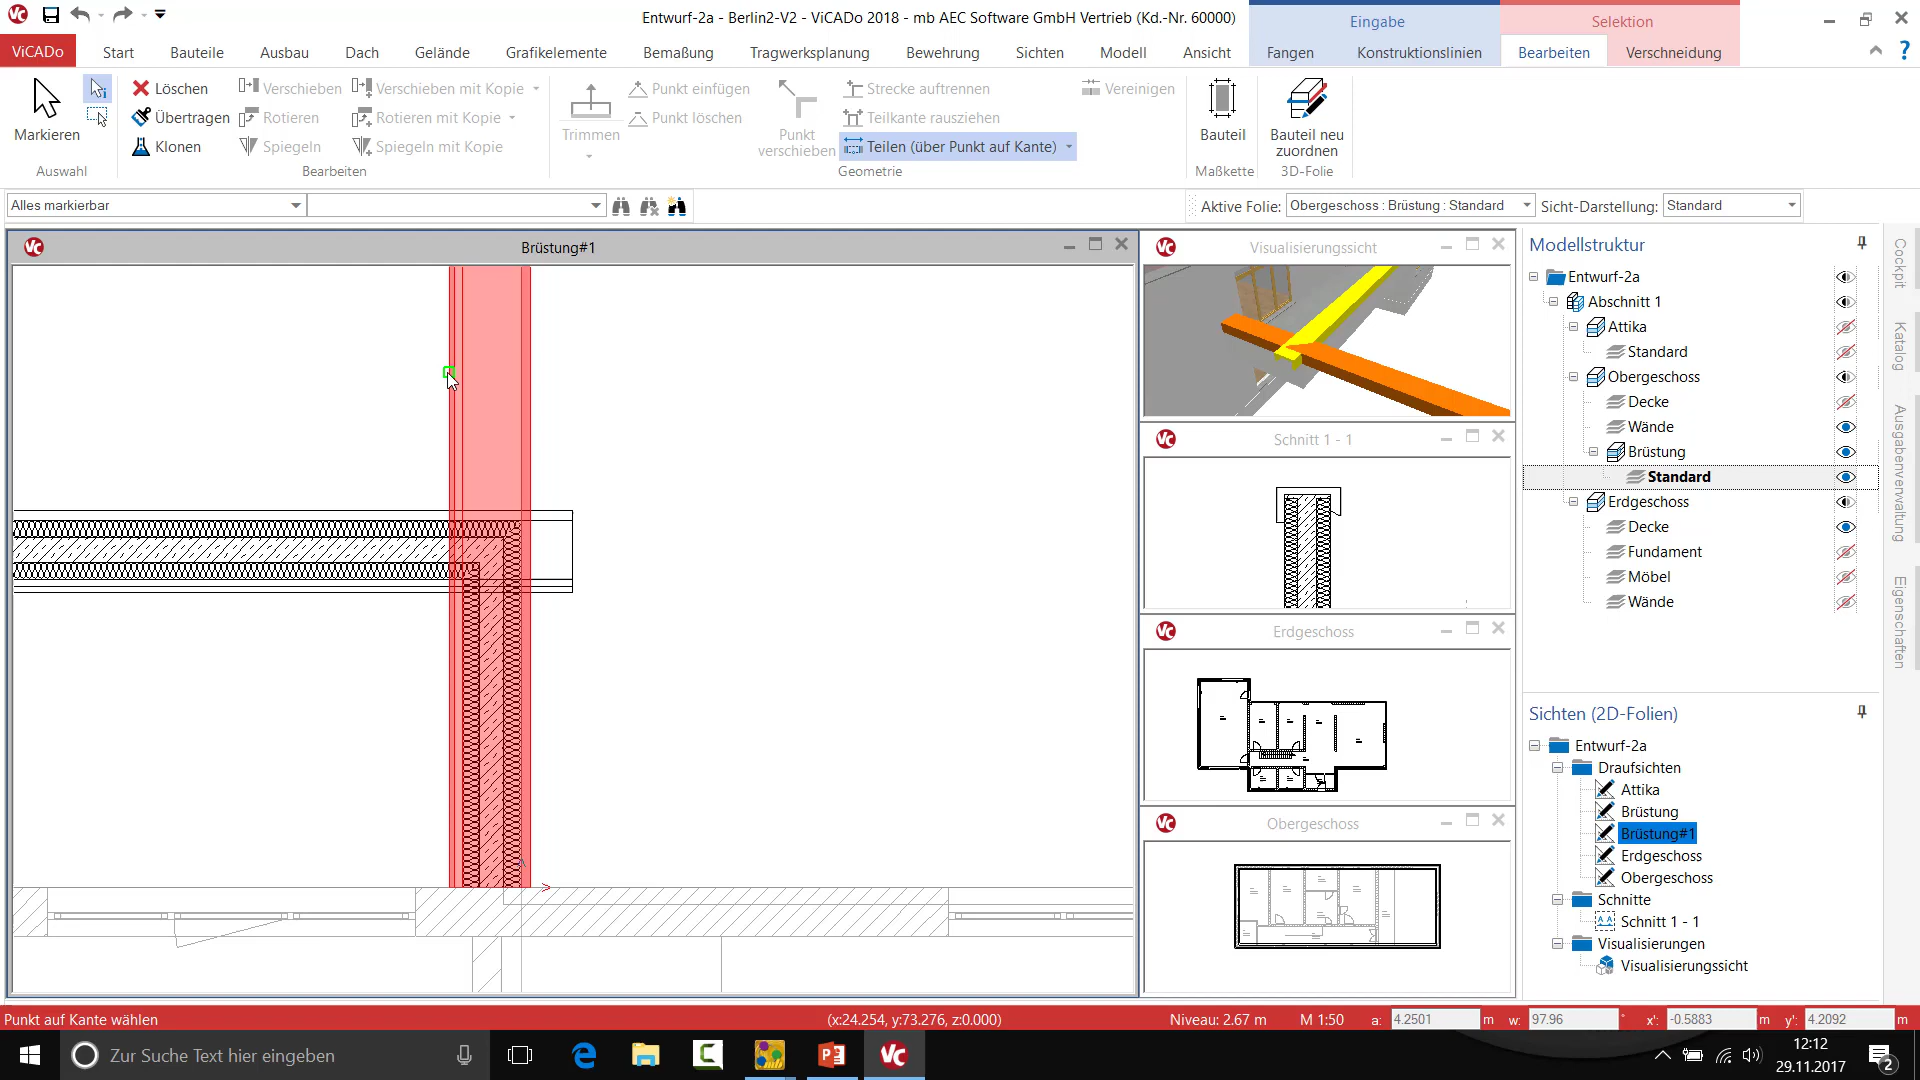 Entwurf-2a - Berlin2-V2 - ViCADo 2018 - mb AEC Software GmbH Vertrieb (Kd.-Nr. 60000)
Eingabe
Selektion
ViCADo
Start
Bauteile
Ausbau
Dach
Gelände
Grafikelemente
Bemaßung
Tragwerksplanung
Bewehrung
Sichten
Modell
Ansicht
Fangen
Konstruktionslinien
Bearbeiten
Verschneidung
Markieren
Löschen
Übertragen
Klonen
Verschieben
Rotieren
Spiegeln
Verschieben mit Kopie
Rotieren mit Kopie
Spiegeln mit Kopie
Trimmen
Punkt einfügen
Punkt löschen
Punkt
verschieben
Strecke auftrennen
Teilkante rausziehen
Teilen (über Punkt auf Kante)
Vereinigen
Bauteil
Bauteil neu
zuordnen
Auswahl
Bearbeiten
Geometrie
Maßkette
3D-Folie
Alles markierbar
Aktive Folie:
Obergeschoss : Brüstung : Standard
Sicht-Darstellung:
Standard
Brüstung#1
Visualisierungssicht
Schnitt 1 - 1
Erdgeschoss
Obergeschoss
Modellstruktur
Entwurf-2a
Abschnitt 1
Attika
Standard
Obergeschoss
Decke
Wände
Brüstung
Standard
Erdgeschoss
Decke
Fundament
Möbel
Wände
Sichten (2D-Folien)
Entwurf-2a
Draufsichten
Attika
Brüstung
Brüstung#1
Erdgeschoss
Obergeschoss
Schnitte
Schnitt 1 - 1
Visualisierungen
Visualisierungssicht
Cockpit
Katalog
Ausgabenverwaltung
Eigenschaften
Punkt auf Kante wählen
(x:24.254, y:73.276, z:0.000)
Niveau: 2.67 m
M 1:50
a: 4.2501 m
w: 97.96 °
x': -0.5883 m
y': 4.2092 m
Zur Suche Text hier eingeben
12:12
29.11.2017
2